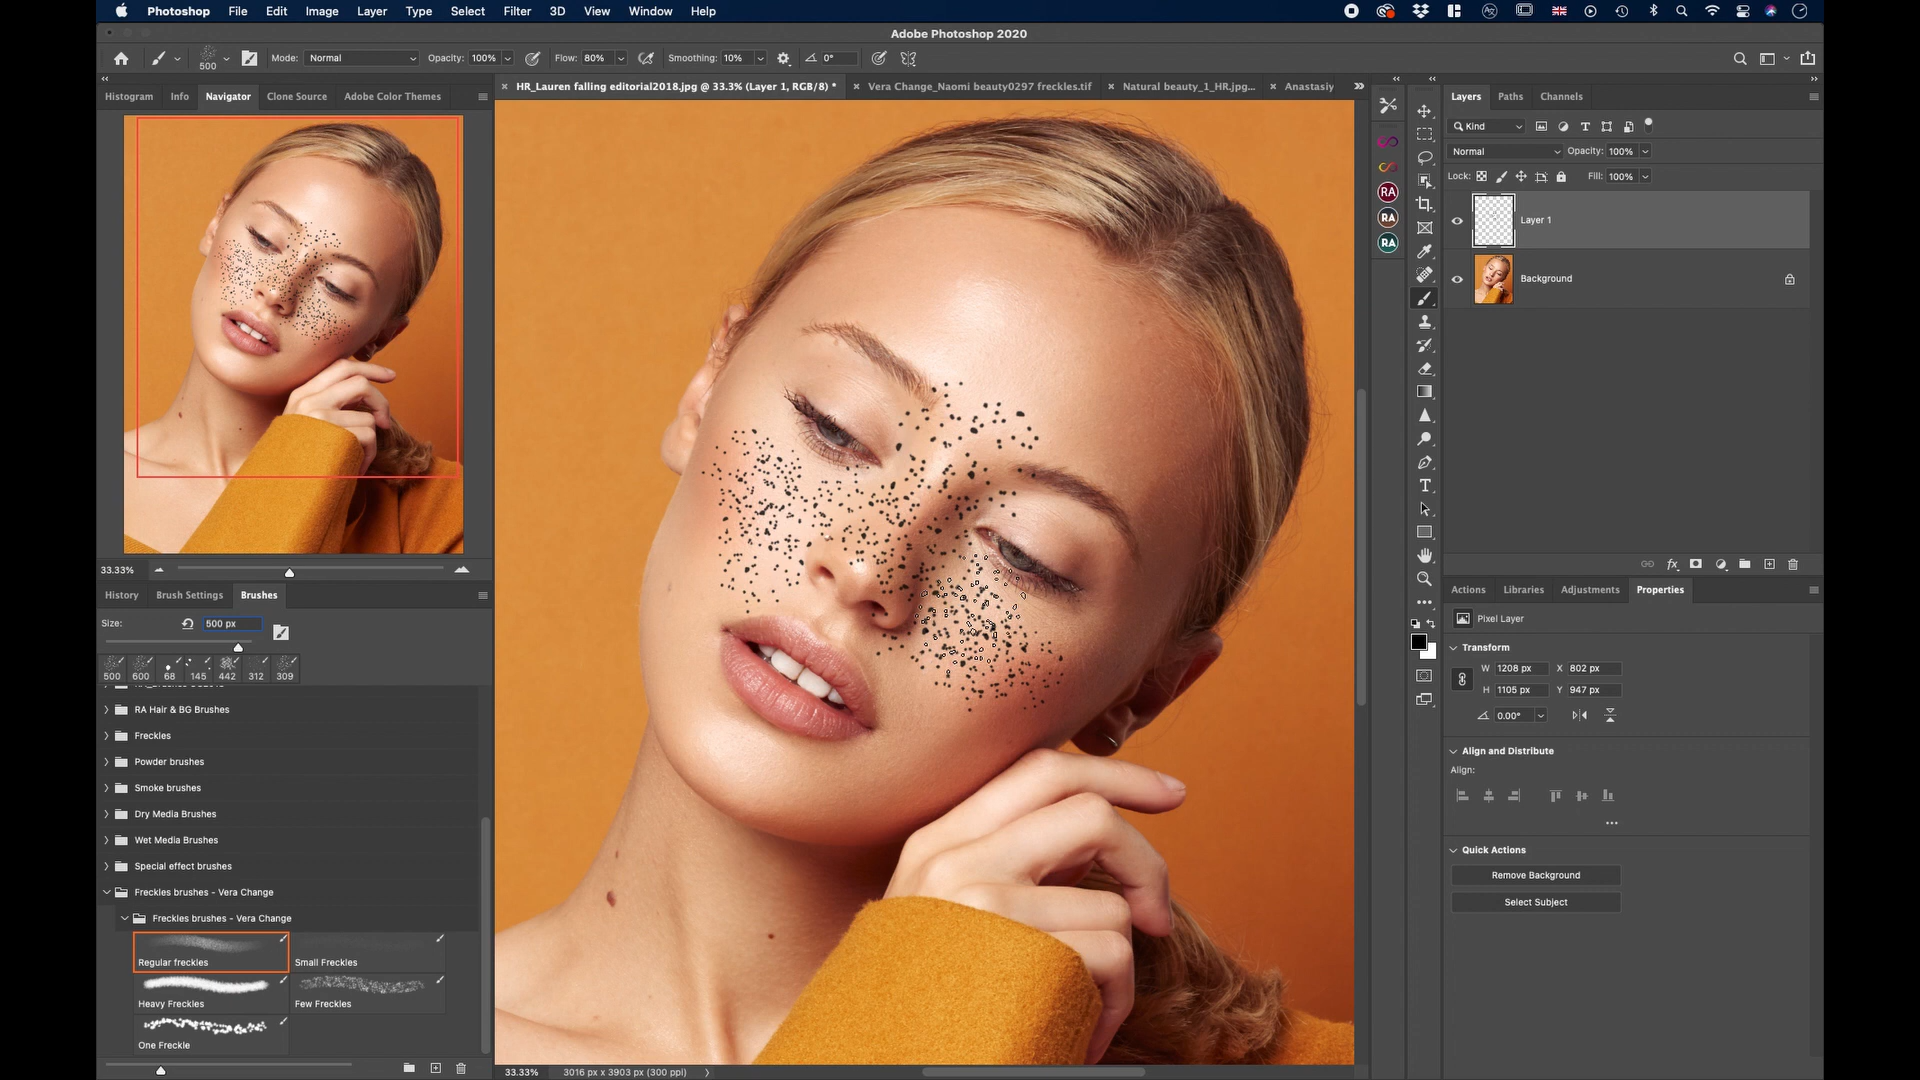 Photoshop File Edit Image Layer Type Select Filter 3D View Window Help
Adobe Photoshop 2020
500 Mode: Normal Opacity: 100% Flow: 80% Smoothing: 10% 0°
Histogram Info Navigator Clone Source Adobe Color Themes
HR_Lauren falling editorial2018.jpg @ 33.3% (Layer 1, RGB/8) *
Vera Change_Naomi beauty0297 freckles.tif
Natural beauty_1_HR.jpg...
Anastasiy
33.33%
History Brush Settings Brushes
Size: 500 px
500 600 68 145 442 312 309
RA Hair & BG Brushes
Freckles
Powder brushes
Smoke brushes
Dry Media Brushes
Wet Media Brushes
Special effect brushes
Freckles brushes - Vera Change
Freckles brushes - Vera Change
Regular freckles Small Freckles
Heavy Freckles Few Freckles
One Freckle
33.33% 3016 px x 3903 px (300 ppi)
RA
RA
RA
Layers Paths Channels
Kind
Normal Opacity: 100%
Lock: Fill: 100%
Layer 1
Background
fx
Actions Libraries Adjustments Properties
Pixel Layer
Transform
W 1208 px X 802 px
H 1105 px Y 947 px
0.00°
Align and Distribute
Align:
Quick Actions
Remove Background
Select Subject